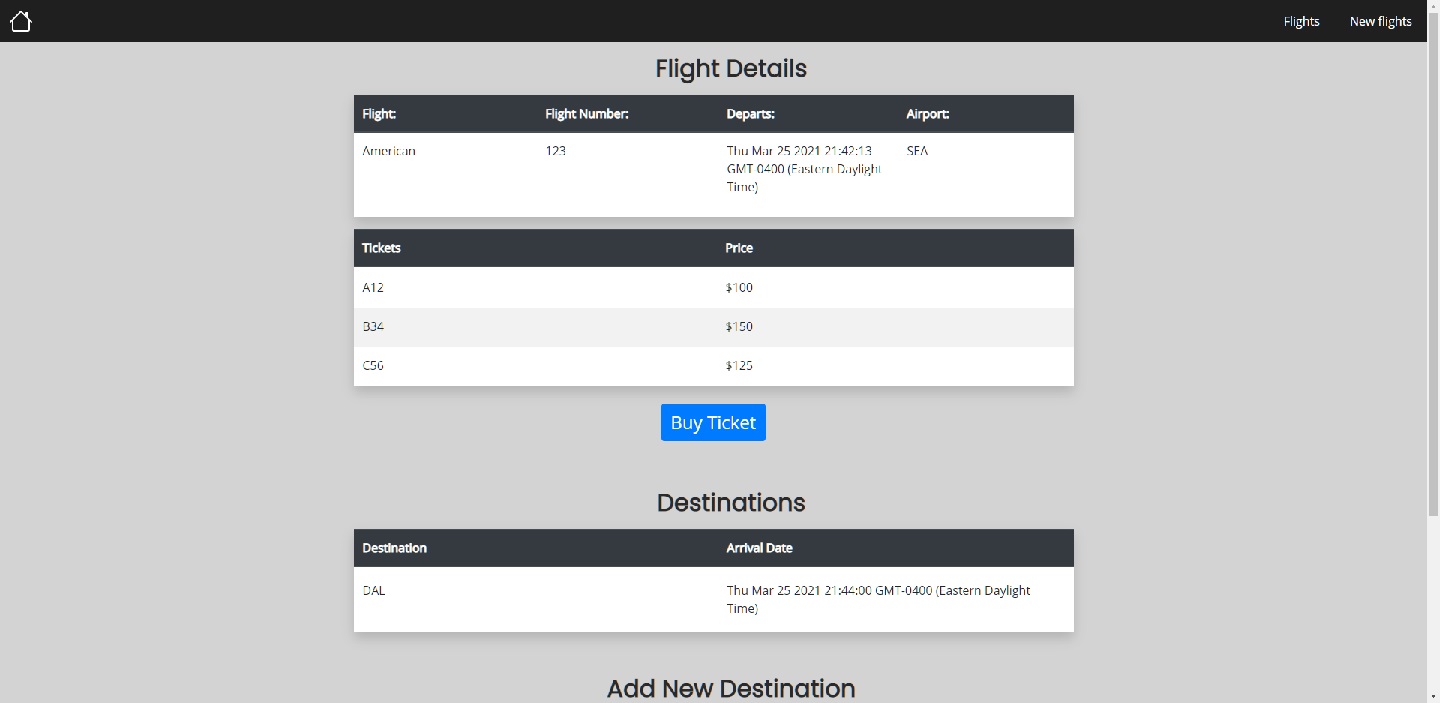 Flights New flights
Flight Details
Flight: Flight Number: Departs: Airport:
American 123 Thu Mar 25 2021 21:42:13 SEA
GMT-0400 (Eastern Daylight
Time)
Tickets Price
A12 $100
B34 $150
C56 $125
Buy Ticket
Destinations
Destination Arrival Date
DAL Thu Mar 25 2021 21:44:00 GMT-0400 (Eastern Daylight
Time)
Add New Destination